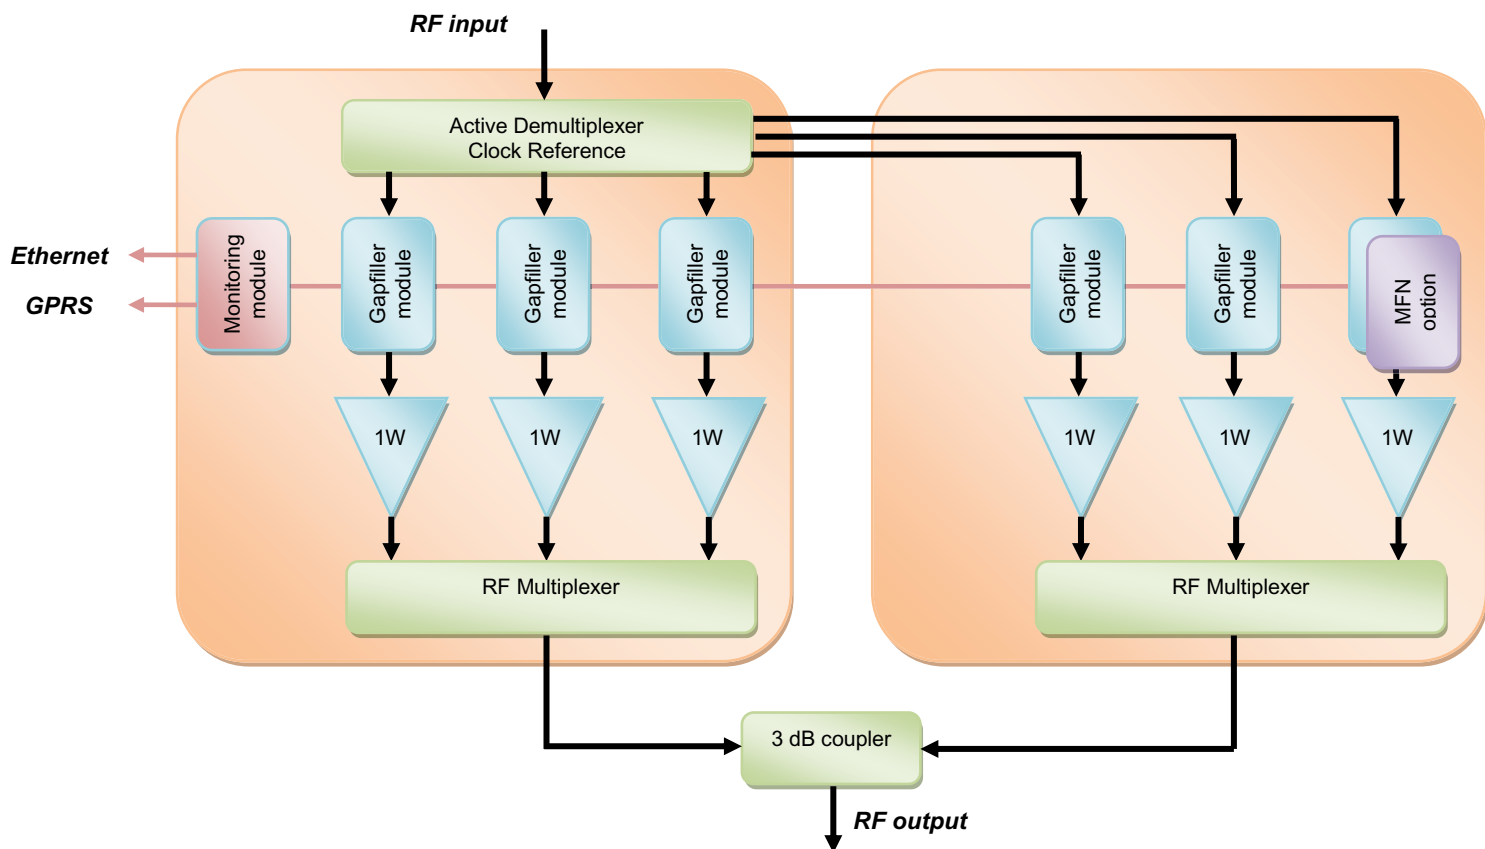 RF input
Active Demultiplexer
Clock Reference
Ethernet
GPRS
Monitoring
module
Gapfiller
module
Gapfiller
module
Gapfiller
module
Gapfiller
module
Gapfiller
module
MFN
option
1W
1W
1W
1W
1W
1W
RF Multiplexer
RF Multiplexer
3 dB coupler
RF output